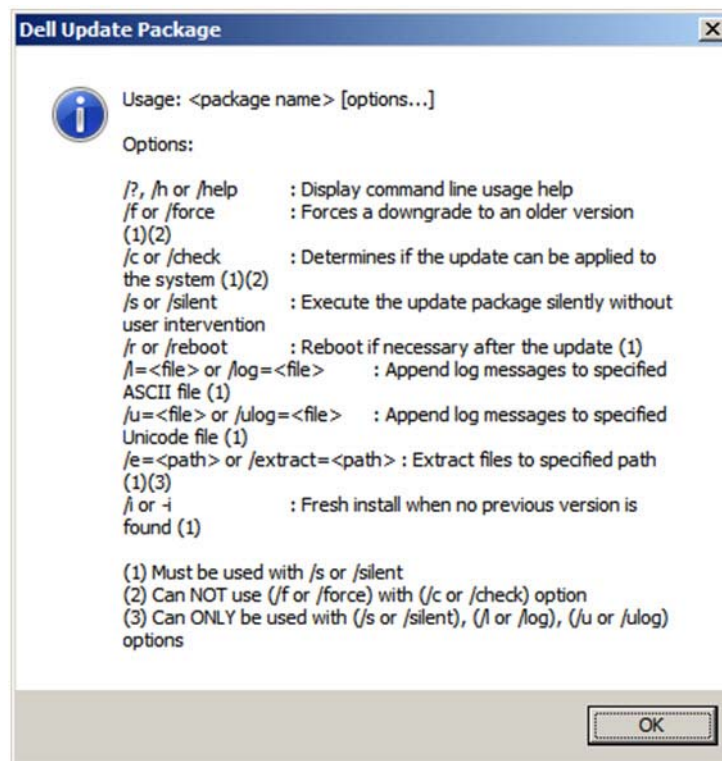 Dell Update Package
Usage: <package name> [options...]
Options:
/?, /h or /help : Display command line usage help
/f or /force : Forces a downgrade to an older version
(1)(2)
/c or /check : Determines if the update can be applied to
the system (1)(2)
/s or /silent : Execute the update package silently without
user intervention
/r or /reboot : Reboot if necessary after the update (1)
/l=<file> or /log=<file> : Append log messages to specified
ASCII file (1)
/u=<file> or /ulog=<file> : Append log messages to specified
Unicode file (1)
/e=<path> or /extract=<path> : Extract files to specified path
(1)(3)
/i or -i : Fresh install when no previous version is
found (1)
(1) Must be used with /s or /silent
(2) Can NOT use (/f or /force) with (/c or /check) option
(3) Can ONLY be used with (/s or /silent), (/l or /log), (/u or /ulog)
options
OK